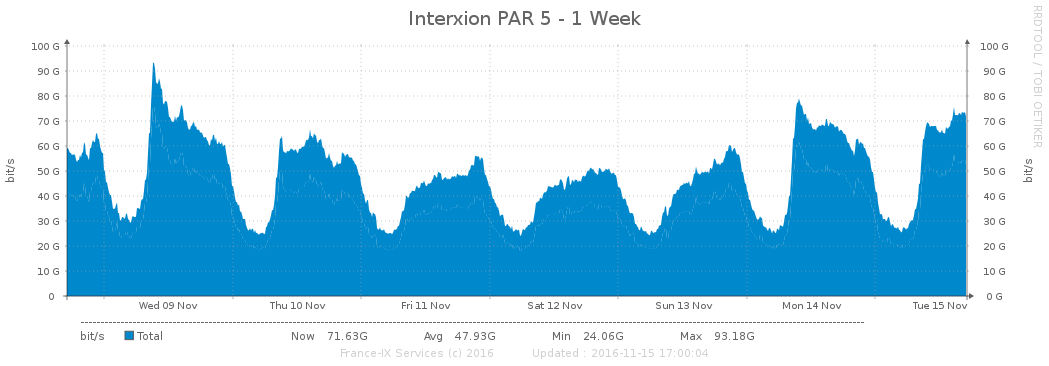 Interxion PAR 5 - 1 Week
RRDTOOL / TOBI OETIKER
bit/s
100 G 100 G
90 G 90 G
80 G 80 G
70 G 70 G
60 G 60 G
50 G 50 G
40 G 40 G
30 G 30 G
20 G 20 G
10 G 10 G
0 0 G
bit/s
Wed 09 Nov Thu 10 Nov Fri 11 Nov Sat 12 Nov Sun 13 Nov Mon 14 Nov Tue 15 Nov
bit/s Total Now 71.63G Avg 47.93G Min 24.06G Max 93.18G
France-IX Services (c) 2016 Updated : 2016-11-15 17:00:04